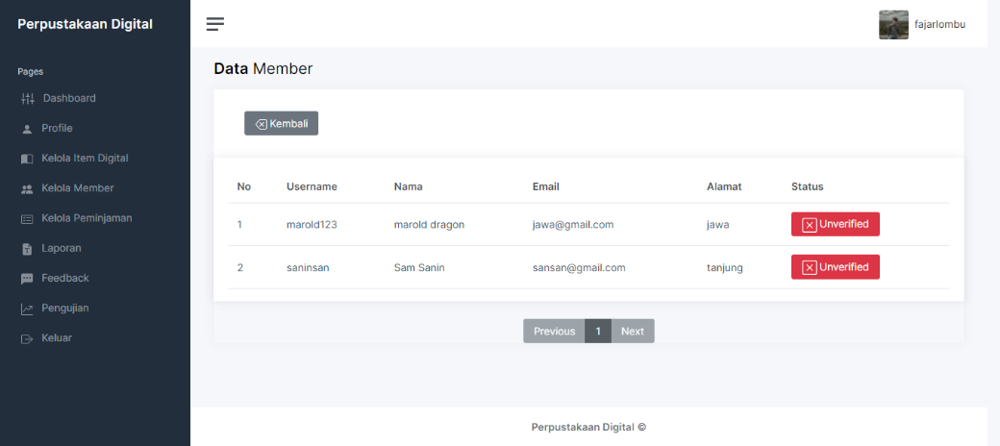 Perpustakaan Digital
fajarlombu
Pages
Dashboard
Profile
Kelola Item Digital
Kelola Member
Kelola Peminjaman
Laporan
Feedback
Pengujian
Keluar
Data Member
Kembali
No Username Nama Email Alamat Status
1 marold123 marold dragon jawa@gmail.com jawa Unverified
2 saninsan Sam Sanin sansan@gmail.com tanjung Unverified
Previous 1 Next
Perpustakaan Digital ©